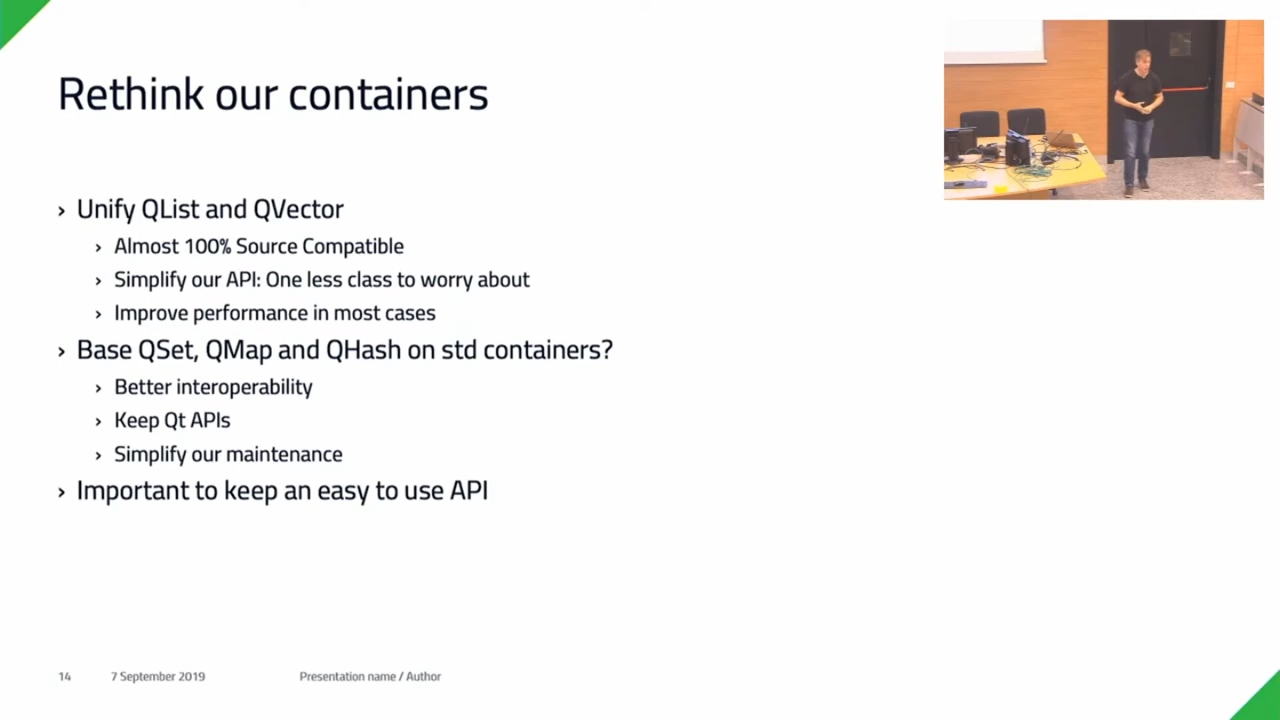 Rethink our containers
› Unify QList and QVector
› Almost 100% Source Compatible
› Simplify our API: One less class to worry about
› Improve performance in most cases
› Base QSet, QMap and QHash on std containers?
› Better interoperability
› Keep Qt APIs
› Simplify our maintenance
› Important to keep an easy to use API
14 7 September 2019 Presentation name / Author